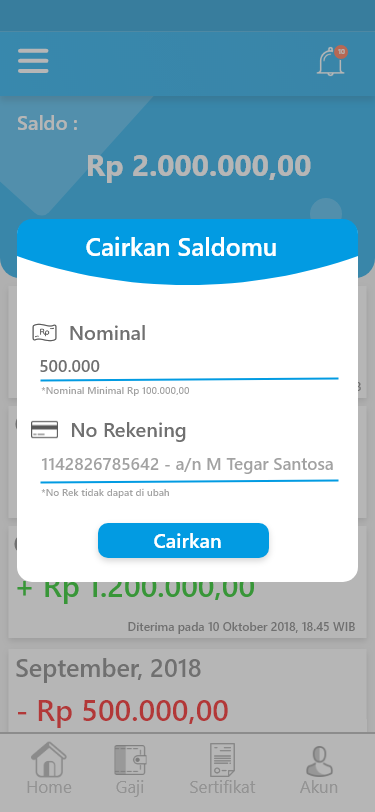 10
Saldo :
Rp 2.000.000,00
Cairkan Saldomu
Rp
Nominal
500.000
*Nominal Minimal Rp 100.000,00
No Rekening
1142826785642 - a/n M Tegar Santosa
*No Rek tidak dapat di ubah
Cairkan
+ Rp 1.200.000,00
Diterima pada 10 Oktober 2018, 18.45 WIB
September, 2018
- Rp 500.000,00
Home Gaji Sertifikat Akun